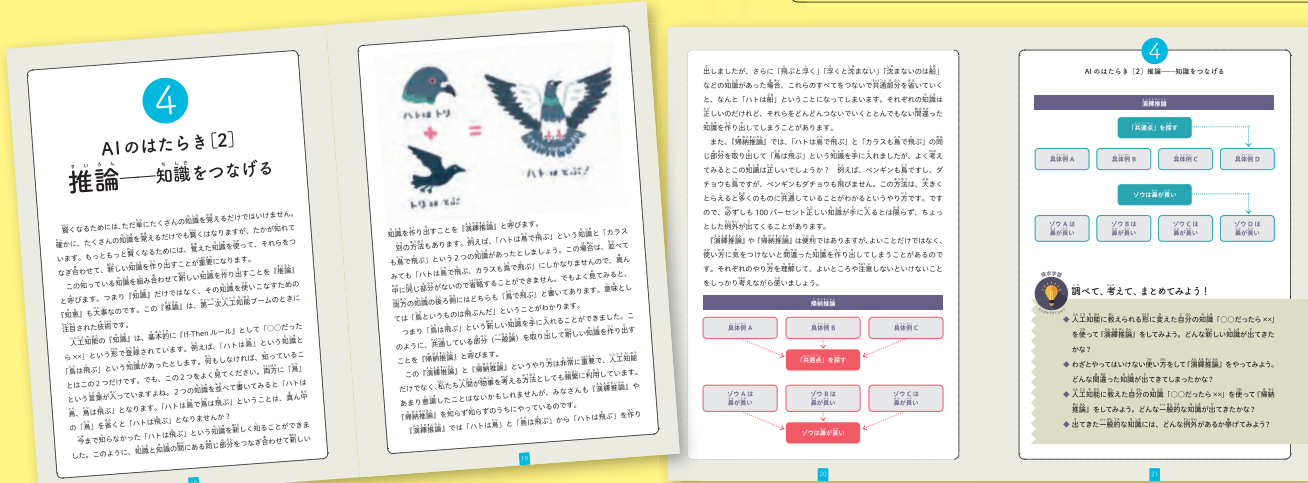 4
AIのはたらき［2］
推論──知識をつなげる
賢くなるためには、ただ単にたくさんの知識を覚えるだけではいけません。
確かに、たくさんの知識を覚えるだけでも賢くはなりますが、たかが知れて
います。もっともっと賢くなるためには、覚えた知識を使って、それらをつ
なぎ合わせて、新しい知識を作り出すことが重要になります。
この知っている知識を組み合わせて新しい知識を作り出すことを『推論』
と呼びます。つまり『知識』だけではなく、その知識を使いこなすための
『知恵』も大事なのです。この『推論』は、第一次人工知能ブームのときに
注目された技術です。
人工知能の『知識』は、基本的に『If-Then ルール』として「○○だった
ら××」という形で登録されています。例えば、「ハトは鳥」という知識と
「鳥は飛ぶ」という知識があったとします。何もしなければ、知っているこ
とはこの2つだけです。でも、この2つをよく見てください。両方に「鳥」
という言葉が入っていますよね。2つの知識を並べて書いてみると「ハトは
鳥、鳥は飛ぶ」となります。「ハトは鳥で鳥は飛ぶ」ということは、真ん中
の「鳥」を省くと「ハトは飛ぶ」となりませんか？
今まで知らなかった「ハトは飛ぶ」という知識を新しく知ることができま
した。このように、知識と知識の間にある同じ部分をつなぎ合わせて新しい
ハトはトリ
トリはとぶ
ハトはとぶ！
知識を作り出すことを『演繹推論』と呼びます。
別の方法もあります。例えば、「ハトは鳥で飛ぶ」という知識と「カラス
も鳥で飛ぶ」という2つの知識があったとしましょう。この場合は、並べて
みても「ハトは鳥で飛ぶ、カラスも鳥で飛ぶ」にしかなりませんので、真ん
中に同じ部分がないので省略することができません。でもよく見てみると、
両方の知識の後ろ側にはどちらも「鳥で飛ぶ」と書いてあります。意味とし
ては「鳥というものは飛ぶんだ」ということがわかります。
つまり「鳥は飛ぶ」という新しい知識を手に入れることができました。こ
のように、共通している部分（一般論）を取り出して新しい知識を作り出す
ことを『帰納推論』と呼びます。
この『演繹推論』と『帰納推論』というやり方は非常に重要で、人工知能
だけでなく、私たち人間が物事を考える方法としても頻繁に利用しています。
あまり意識したことはないかもしれませんが、みなさんも『演繹推論』や
『帰納推論』を知らず知らずのうちにやっているのです。
『演繹推論』では「ハトは鳥」と「鳥は飛ぶ」から「ハトは飛ぶ」を作り
19
出しましたが、さらに「飛ぶと浮く」「浮くと沈まない」「沈まないのは船」
などの知識があった場合、これらのすべてをつないで共通部分を省いていく
と、なんと「ハトは船」ということになってしまいます。それぞれの知識は
正しいのだけれど、それらをどんどんつないでいくととんでもない間違った
知識を作り出してしまうことがあります。
また、『帰納推論』では、「ハトは鳥で飛ぶ」と「カラスも鳥で飛ぶ」の同
じ部分を取り出して「鳥は飛ぶ」という知識を手に入れましたが、よく考え
てみるとこの知識は正しいでしょうか？　例えば、ペンギンも鳥ですし、ダ
チョウも鳥ですが、ペンギンもダチョウも飛びません。この方法は、大きく
とらえると多くのものに共通していることがわかるというやり方です。です
ので、必ずしも 100 パーセント正しい知識が手に入るとは限らず、ちょっ
とした例外が出てくることがあります。
『演繹推論』や『帰納推論』は便利ではありますが、よいことだけではなく、
使い方に気をつけないと間違った知識を作り出してしまうことがあるので
す。それぞれのやり方を理解して、よいところや注意しないといけないこと
をしっかり考えながら使いましょう。
帰納推論
具体例 A
具体例 B
具体例 C
「共通点」を探す
ゾウ A は
鼻が長い
ゾウ B は
鼻が長い
ゾウ C は
鼻が長い
ゾウは鼻が長い
20
4
AIのはたらき［2］推論──知識をつなげる
演繹推論
「共通点」を探す
具体例 A
具体例 B
具体例 C
具体例 D
ゾウは鼻が長い
ゾウ A は
鼻が長い
ゾウ B は
鼻が長い
ゾウ C は
鼻が長い
ゾウ D は
鼻が長い
探求学習
調べて、考えて、まとめてみよう！
◆ 人工知能に教えられる形に変えた自分の知識「○○だったら××」
を使って『演繹推論』をしてみよう。どんな新しい知識が出てきた
かな？
◆ わざとやってはいけない使い方をして『演繹推論』をやってみよう。
どんな間違った知識が出てきてしまったかな？
◆ 人工知能に教えた自分の知識「○○だったら××」を使って『帰納
推論』をしてみよう。どんな一般的な知識が出てきたかな？
◆ 出てきた一般的な知識には、どんな例外があるか挙げてみよう？
21